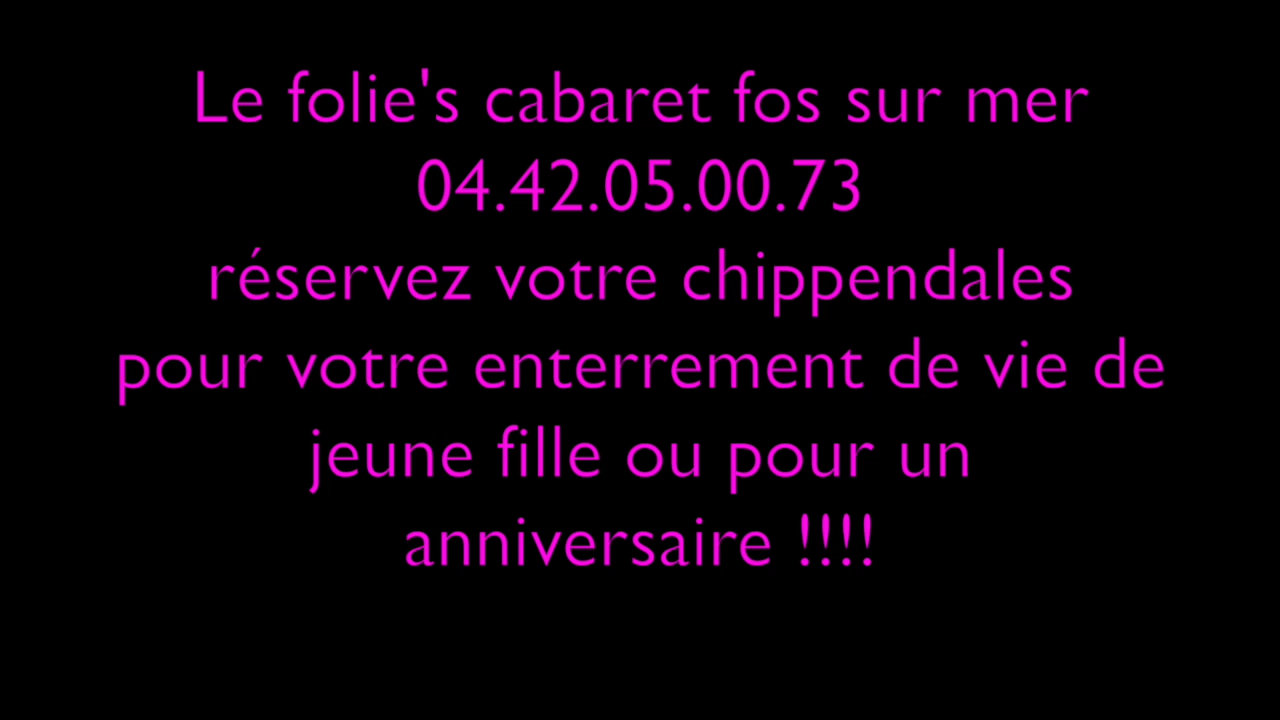 Le folie's cabaret fos sur mer
04.42.05.00.73
réservez votre chippendales
pour votre enterrement de vie de
jeune fille ou pour un
anniversaire !!!!